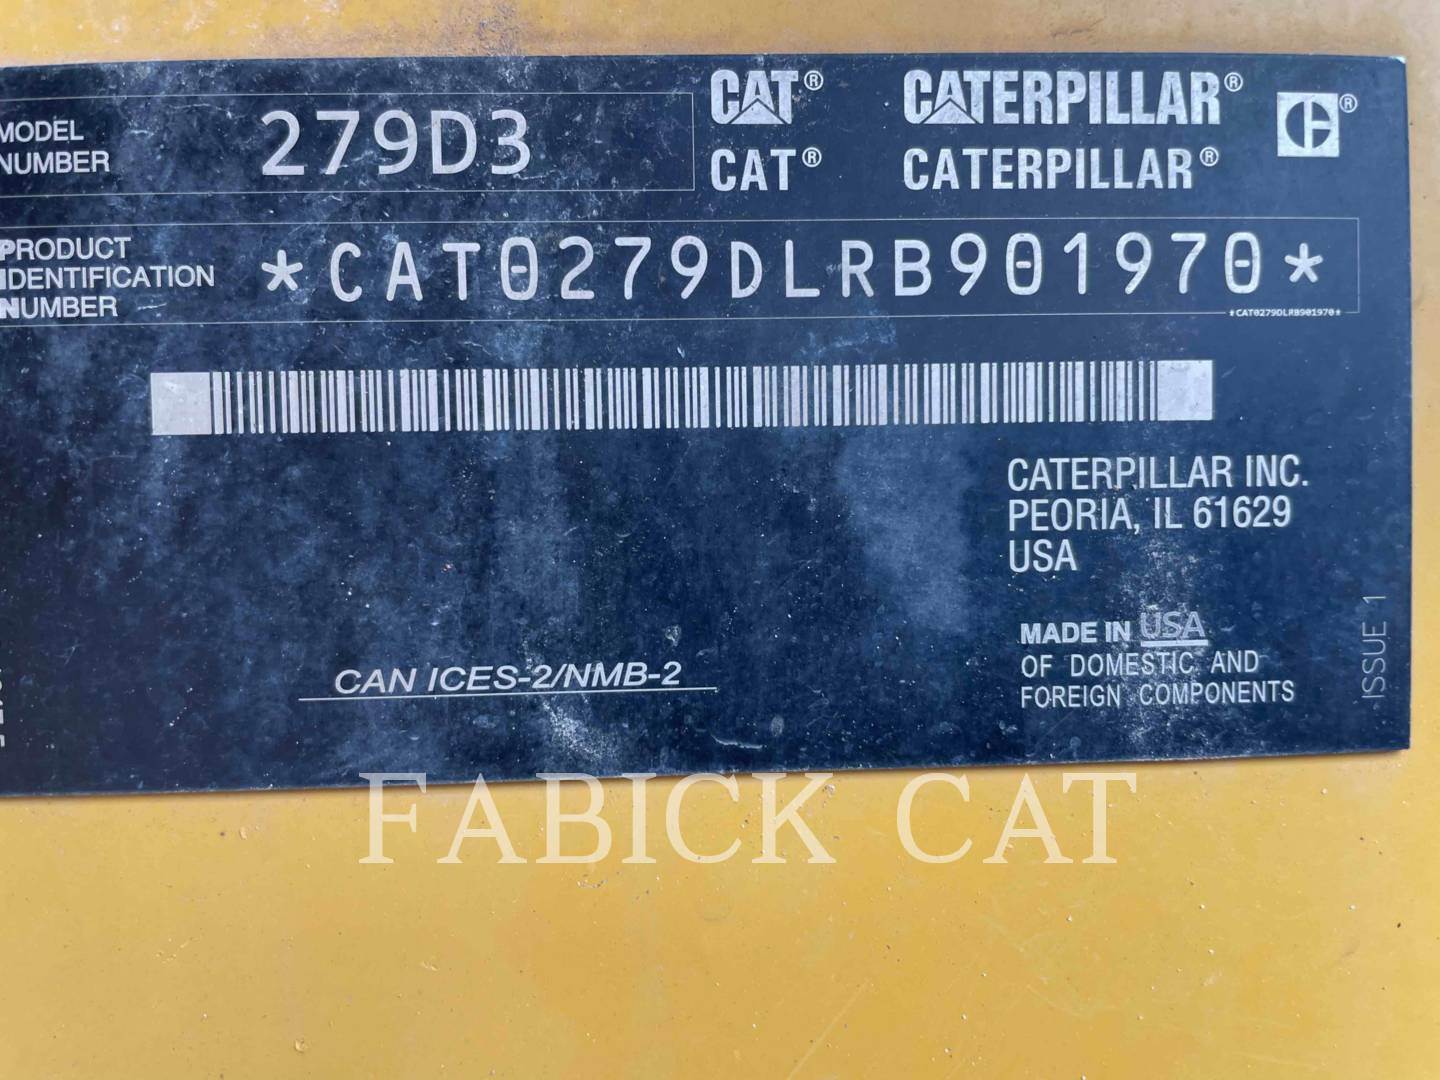 MODEL NUMBER 279D3
CAT® CATERPILLAR®
CAT® CATERPILLAR®
PRODUCT
IDENTIFICATION
NUMBER
*CAT0279DLRB901970*
*CAT0279DLRB901970*
CATERPILLAR INC.
PEORIA, IL 61629
USA
MADE IN USA
OF DOMESTIC AND
FOREIGN COMPONENTS
CAN ICES-2/NMB-2
ISSUE 1
FABICK CAT